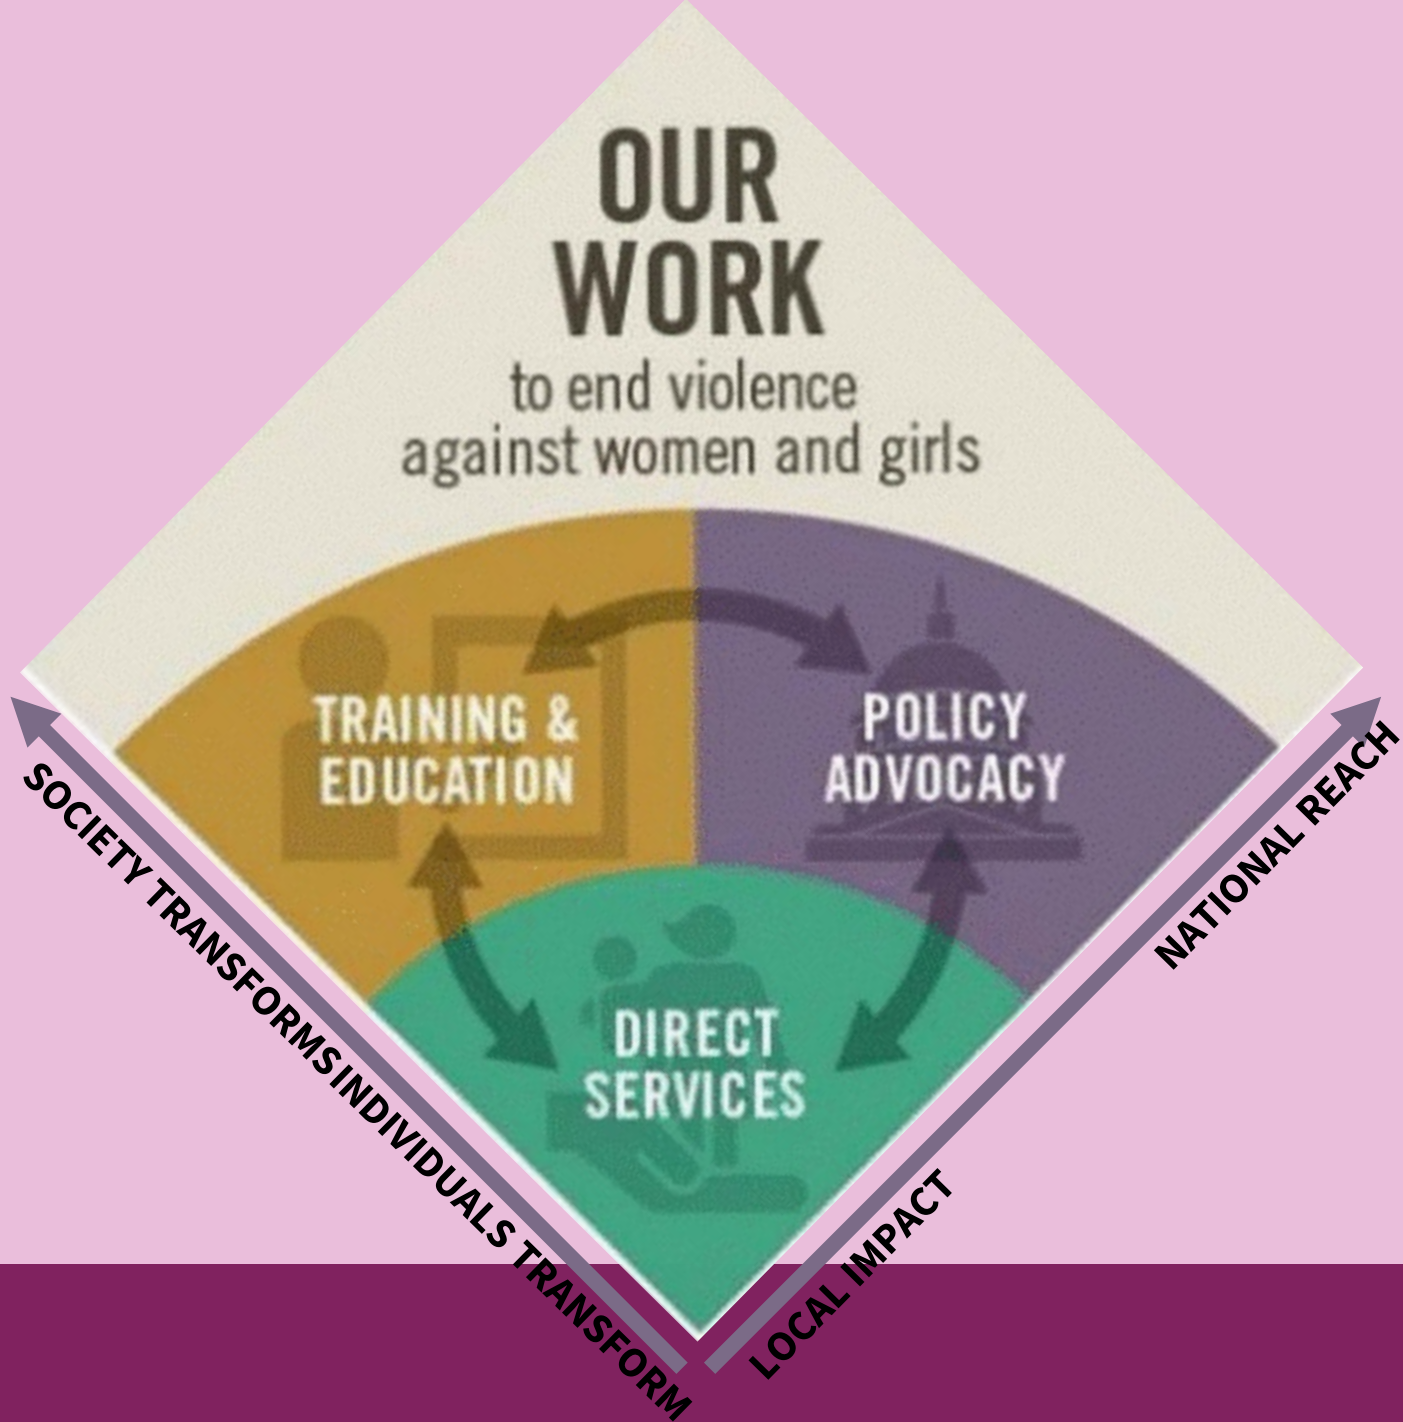 OUR
WORK
to end violence
against women and girls
TRAINING &
EDUCATION
POLICY
ADVOCACY
DIRECT
SERVICES
SOCIETY TRANSFORMS
INDIVIDUALS TRANSFORM
LOCAL IMPACT
NATIONAL REACH